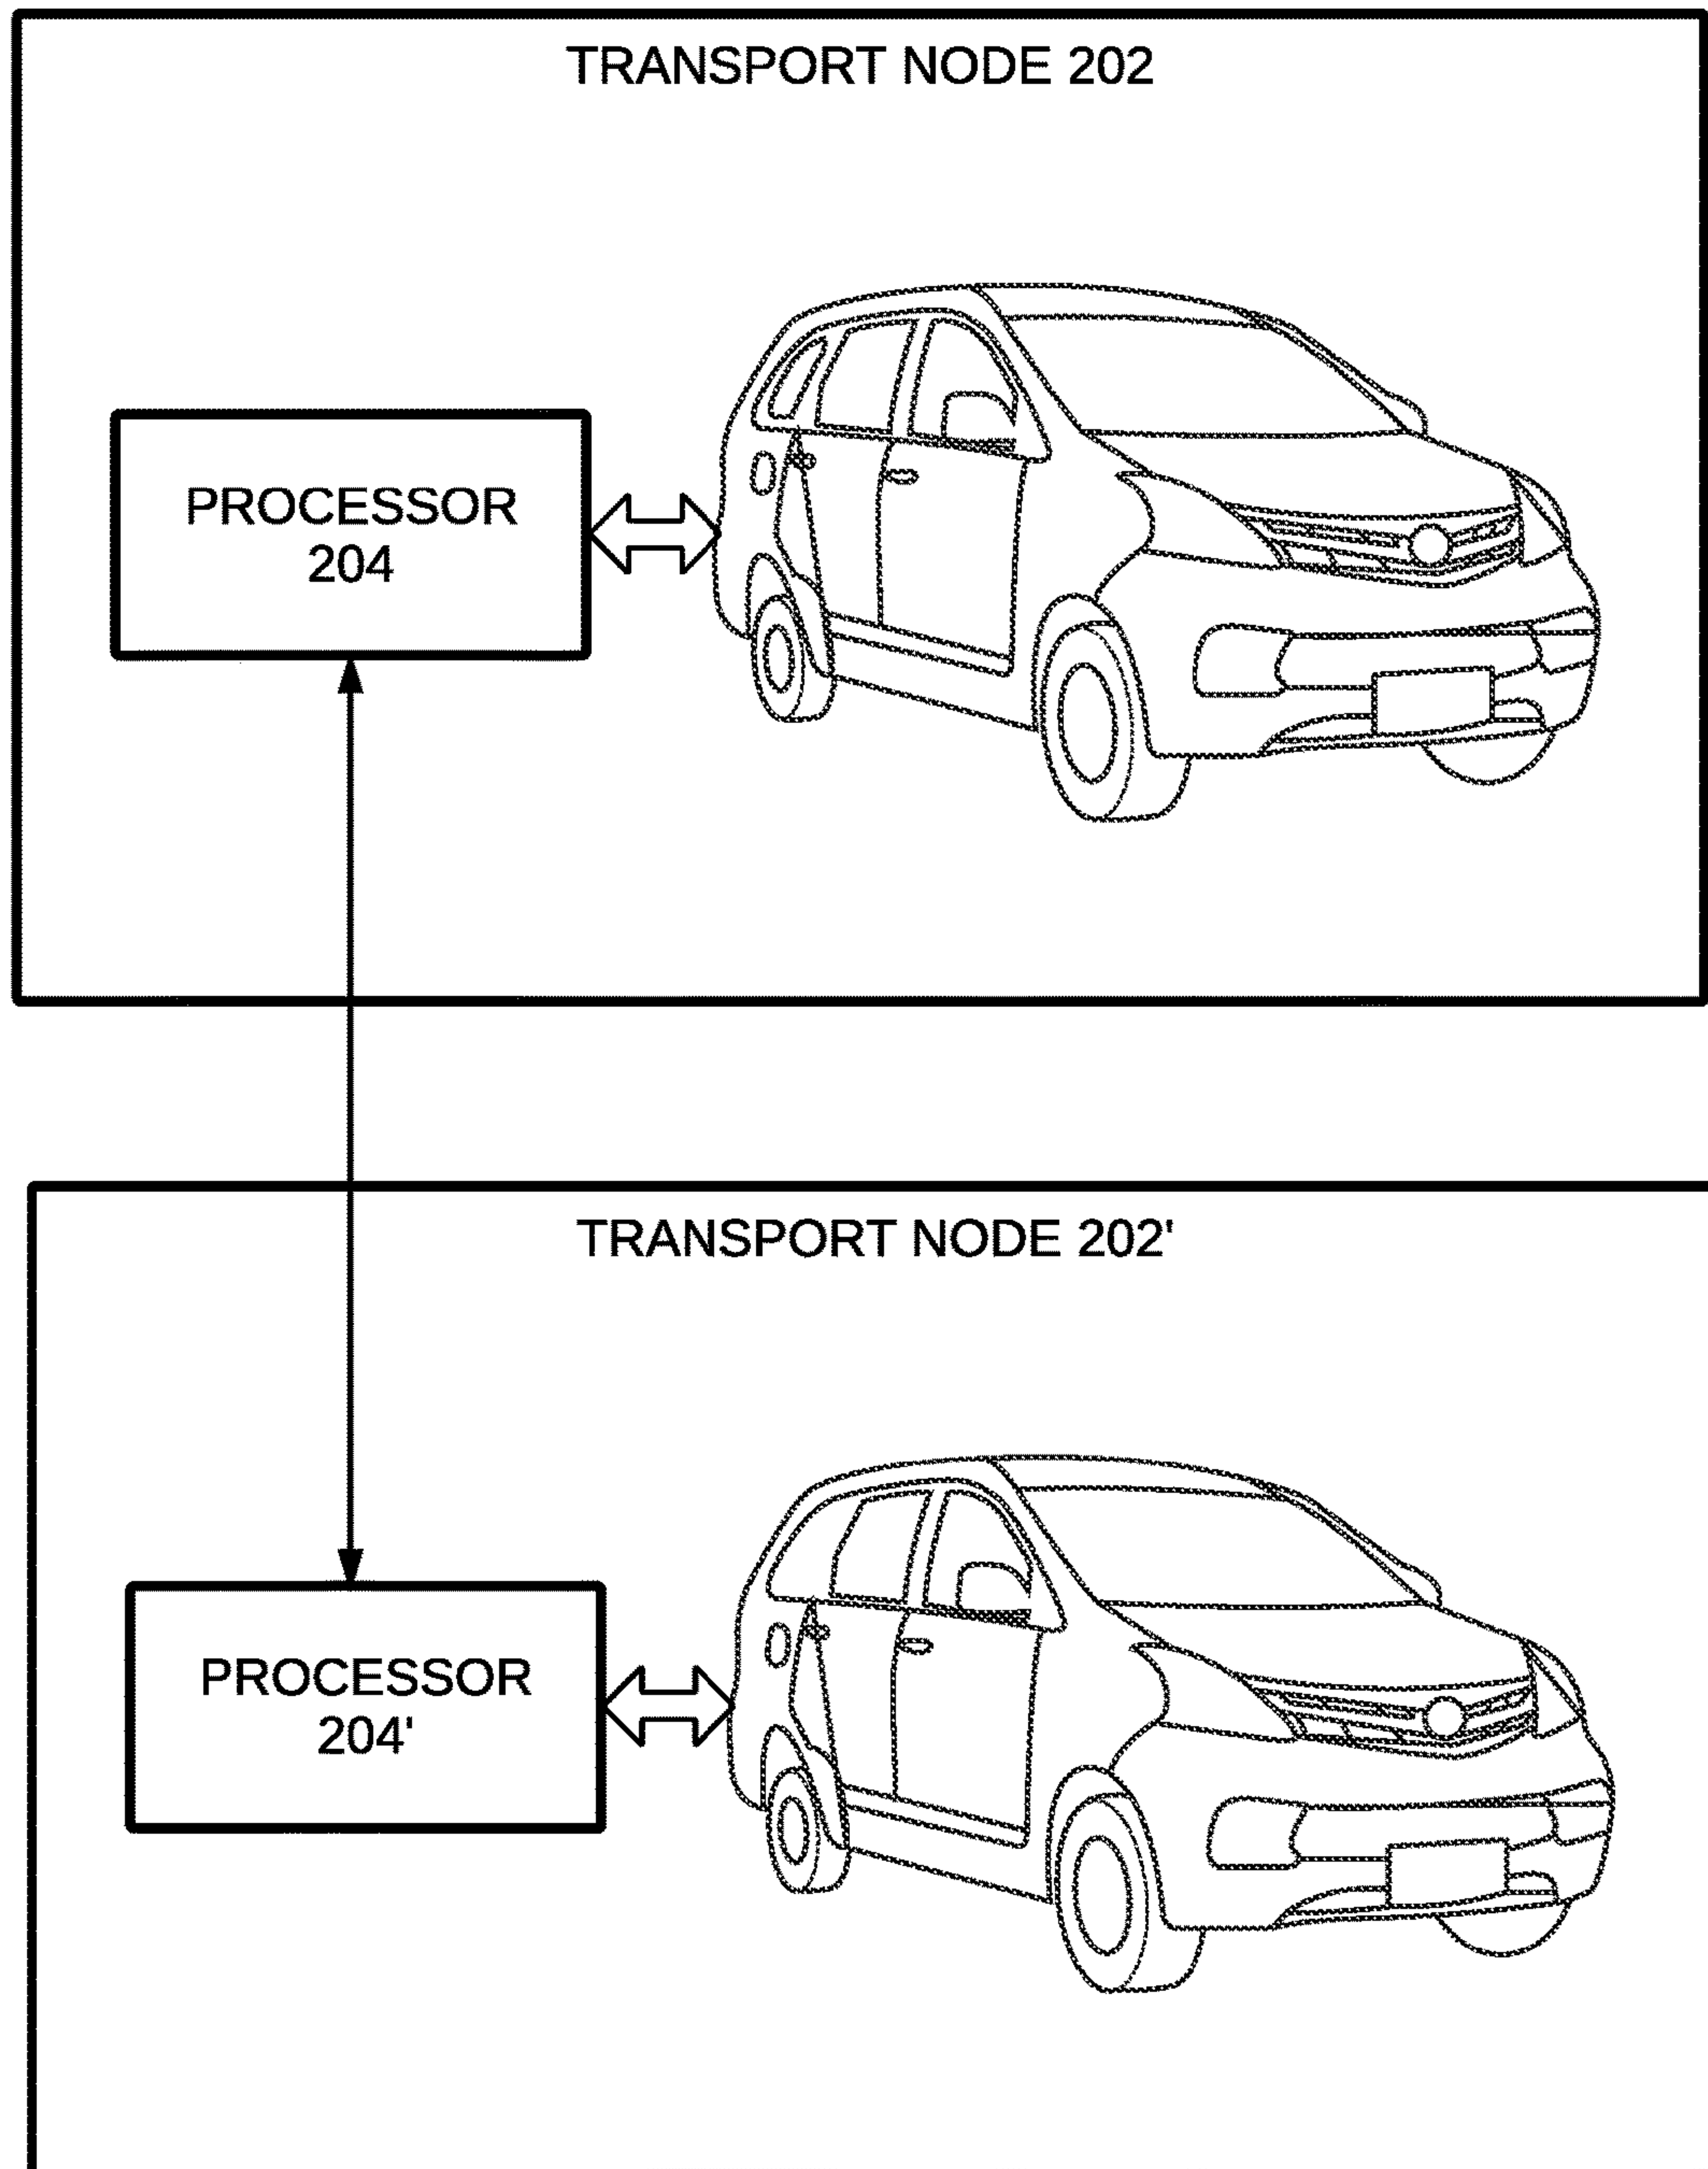 TRANSPORT NODE 202
PROCESSOR
204
TRANSPORT NODE 202'
PROCESSOR
204'